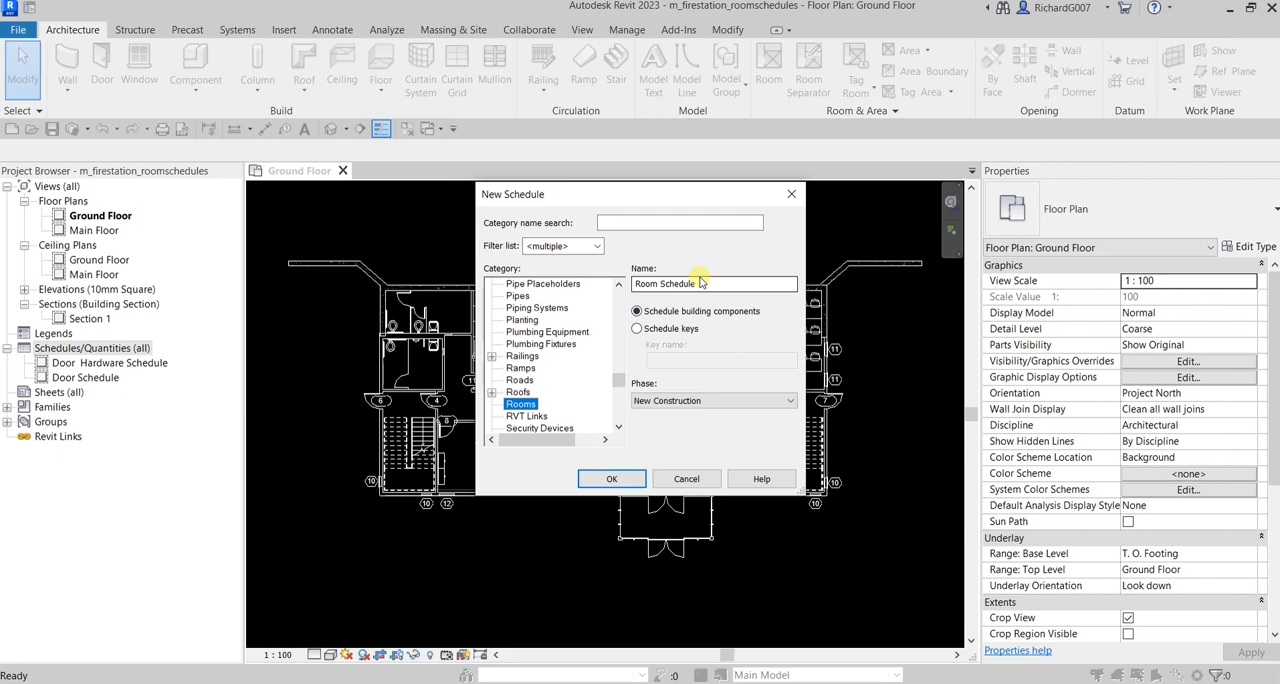 Autodesk Revit 2023 - m_firestation_roomschedules - Floor Plan: Ground Floor
RichardG007
File Architecture Structure Precast Systems Insert Annotate Analyze Massing & Site Collaborate View Manage Add-Ins Modify
Modify Wall Door Window Component Column Roof Ceiling Floor Curtain System Curtain Grid Mullion Railing Ramp Stair Model Text Model Line Model Group Room Room Separator Tag Room Area Area Boundary Tag Area By Face Shaft Wall Vertical Dormer Level Grid Set Show Ref Plane Viewer
Select Build Circulation Model Room & Area Opening Datum Work Plane
Project Browser - m_firestation_roomschedules
Views (all)
Floor Plans
Ground Floor
Main Floor
Ceiling Plans
Ground Floor
Main Floor
Elevations (10mm Square)
Sections (Building Section)
Section 1
Legends
Schedules/Quantities (all)
Door Hardware Schedule
Door Schedule
Sheets (all)
Families
Groups
Revit Links
Ground Floor
New Schedule
Category name search:
Filter list: <multiple>
Category:
Pipe Placeholders
Pipes
Piping Systems
Planting
Plumbing Equipment
Plumbing Fixtures
Railings
Ramps
Roads
Roofs
Rooms
RVT Links
Security Devices
Name:
Room Schedule
Schedule building components
Schedule keys
Key name:
Phase:
New Construction
OK Cancel Help
6 4 8 7
10 10 12 10 10
11 11
1 : 100
Properties
Floor Plan
Floor Plan: Ground Floor Edit Type
Graphics
View Scale 1 : 100
Scale Value 1: 100
Display Model Normal
Detail Level Coarse
Parts Visibility Show Original
Visibility/Graphics Overrides Edit...
Graphic Display Options Edit...
Orientation Project North
Wall Join Display Clean all wall joins
Discipline Architectural
Show Hidden Lines By Discipline
Color Scheme Location Background
Color Scheme <none>
System Color Schemes Edit...
Default Analysis Display Style None
Sun Path
Underlay
Range: Base Level T. O. Footing
Range: Top Level Ground Floor
Underlay Orientation Look down
Extents
Crop View
Crop Region Visible
Properties help Apply
Ready :0 Main Model :0